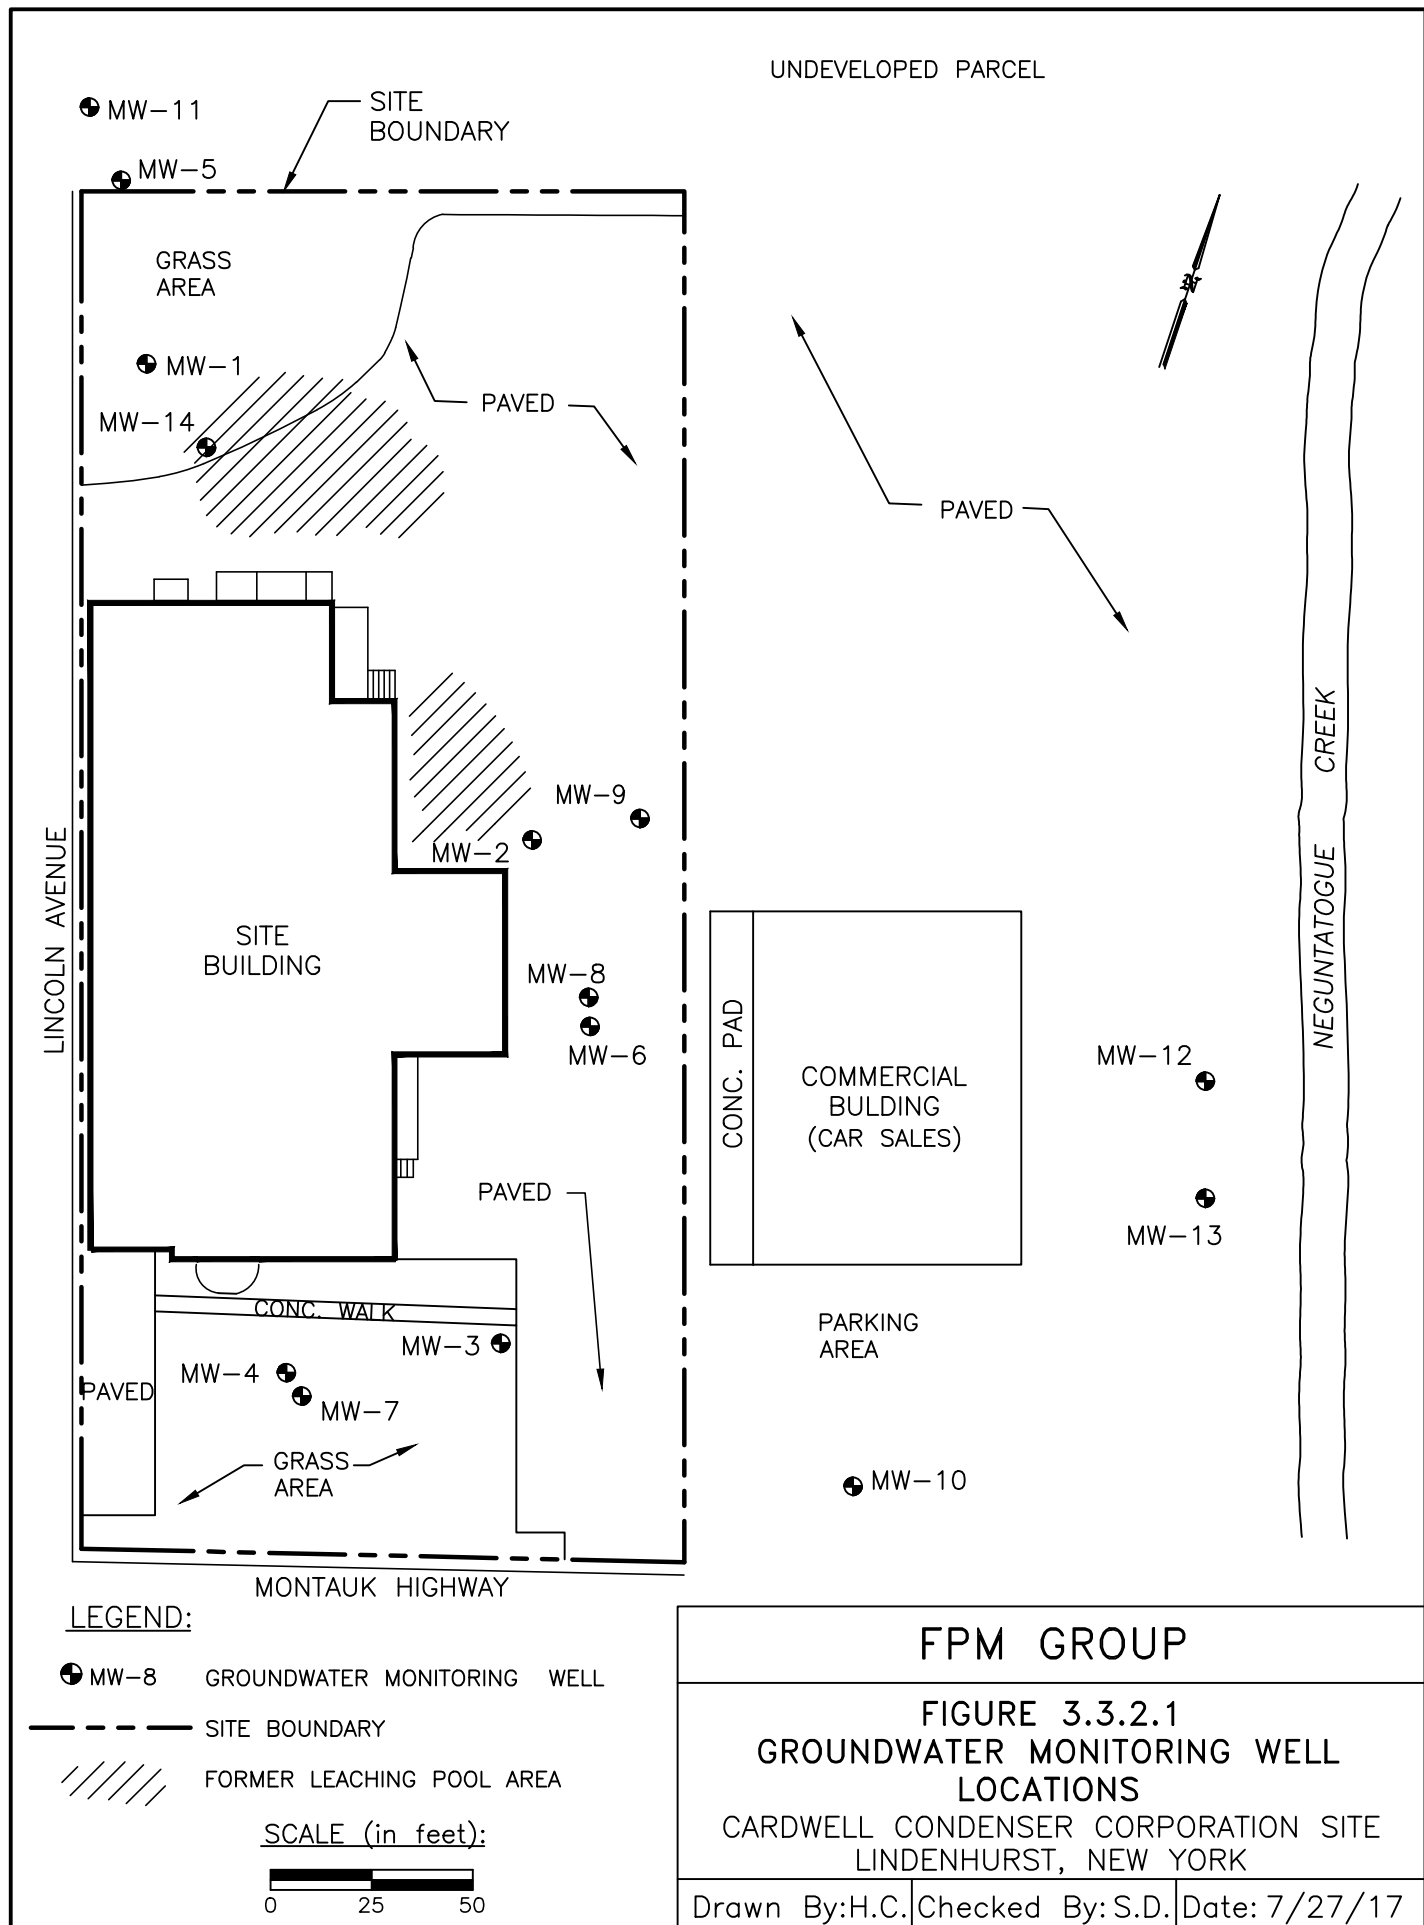 UNDEVELOPED PARCEL
MW-11
SITE
BOUNDARY
MW-5
GRASS
AREA
N
MW-1
PAVED
MW-14
PAVED
NEGUNTATOGUE CREEK
MW-9
MW-2
LINCOLN AVENUE
SITE
BUILDING
MW-8
MW-6
CONC. PAD
COMMERCIAL
BULDING
(CAR SALES)
MW-12
MW-13
PAVED
CONC. WALK
MW-3
PARKING
AREA
MW-4
PAVED
MW-7
GRASS
AREA
MW-10
MONTAUK HIGHWAY
LEGEND:
MW-8 GROUNDWATER MONITORING WELL
SITE BOUNDARY
FORMER LEACHING POOL AREA
SCALE (in feet):
0 25 50
FPM GROUP
FIGURE 3.3.2.1
GROUNDWATER MONITORING WELL
LOCATIONS
CARDWELL CONDENSER CORPORATION SITE
LINDENHURST, NEW YORK
Drawn By:H.C. Checked By:S.D. Date:7/27/17